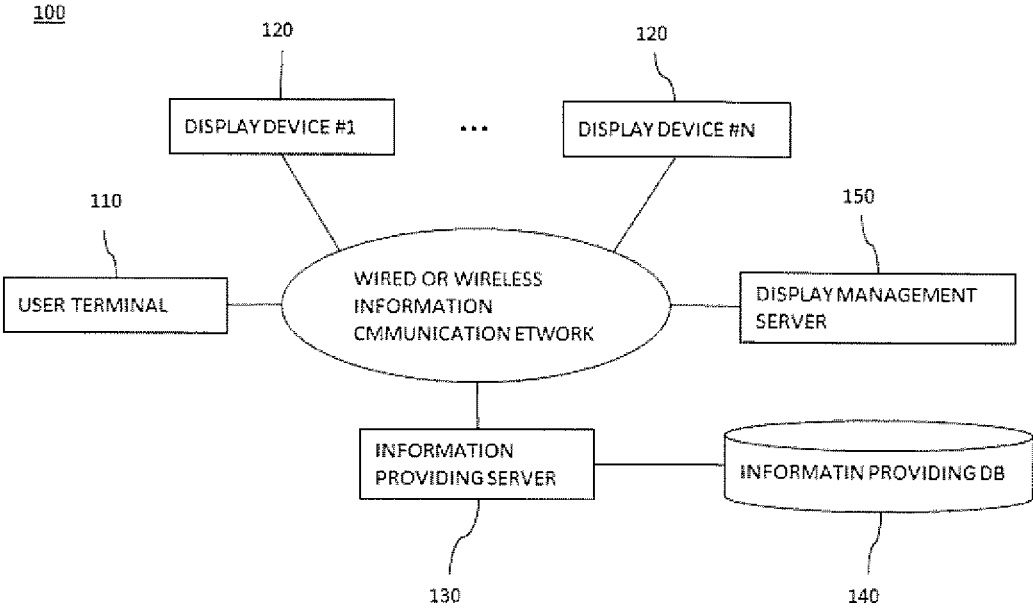 100
120
120
DISPLAY DEVICE #1
...
DISPLAY DEVICE #N
110
150
USER TERMINAL
WIRED OR WIRELESS
INFORMATION
CMMUNICATION ETWORK
DISPLAY MANAGEMENT
SERVER
INFORMATION
PROVIDING SERVER
INFORMATIN PROVIDING DB
130
140